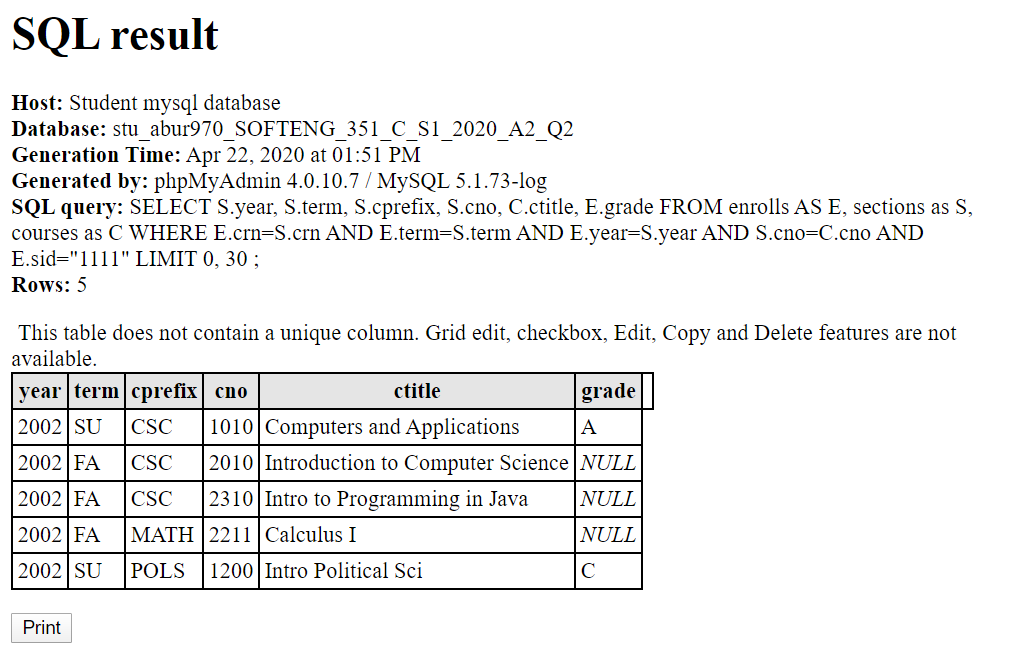 SQL result
Host: Student mysql database
Database: stu_abur970_SOFTENG_351_C_S1_2020_A2_Q2
Generation Time: Apr 22, 2020 at 01:51 PM
Generated by: phpMyAdmin 4.0.10.7 / MySQL 5.1.73-log
SQL query: SELECT S.year, S.term, S.cprefix, S.cno, C.ctitle, E.grade FROM enrolls AS E, sections as S,
courses as C WHERE E.crn=S.crn AND E.term=S.term AND E.year=S.year AND S.cno=C.cno AND
E.sid="1111" LIMIT 0, 30 ;
Rows: 5
This table does not contain a unique column. Grid edit, checkbox, Edit, Copy and Delete features are not
available.
year term cprefix cno ctitle grade
2002 SU CSC 1010 Computers and Applications A
2002 FA CSC 2010 Introduction to Computer Science NULL
2002 FA CSC 2310 Intro to Programming in Java NULL
2002 FA MATH 2211 Calculus I NULL
2002 SU POLS 1200 Intro Political Sci C
Print